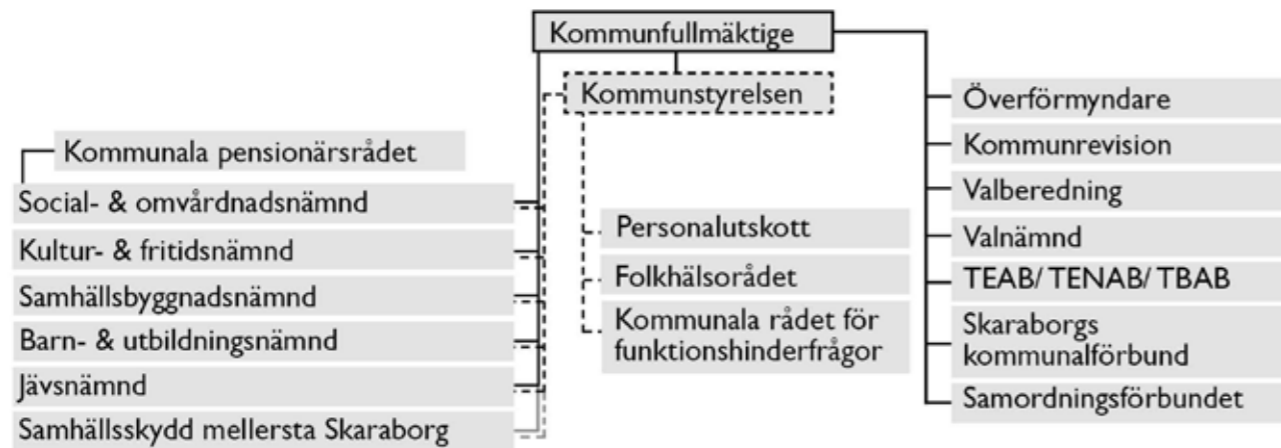 Kommunfullmäktige
Kommunstyrelsen
Kommunala pensionärsrådet
Social- & omvårdnadsnämnd
Kultur- & fritidsnämnd
Samhällsbyggnadsnämnd
Barn- & utbildningsnämnd
Jävsnämnd
Samhällsskydd mellersta Skaraborg
Personalutskott
Folkhälsorådet
Kommunala rådet för
funktionshinderfrågor
Överförmyndare
Kommunrevision
Valberedning
Valnämnd
TEAB/ TENAB/ TBAB
Skaraborgs
kommunalförbund
Samordningsförbundet